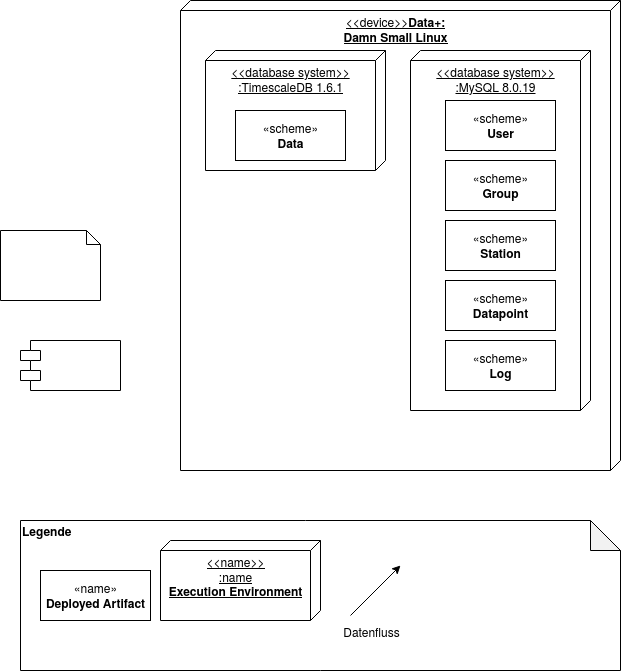 <<device>>Data+:
Damn Small Linux
<<database system>>
:TimescaleDB 1.6.1
«scheme»
Data
<<database system>>
:MySQL 8.0.19
«scheme»
User
«scheme»
Group
«scheme»
Station
«scheme»
Datapoint
«scheme»
Log
Legende
«name»
Deployed Artifact
<<name>>
:name
Execution Environment
Datenfluss